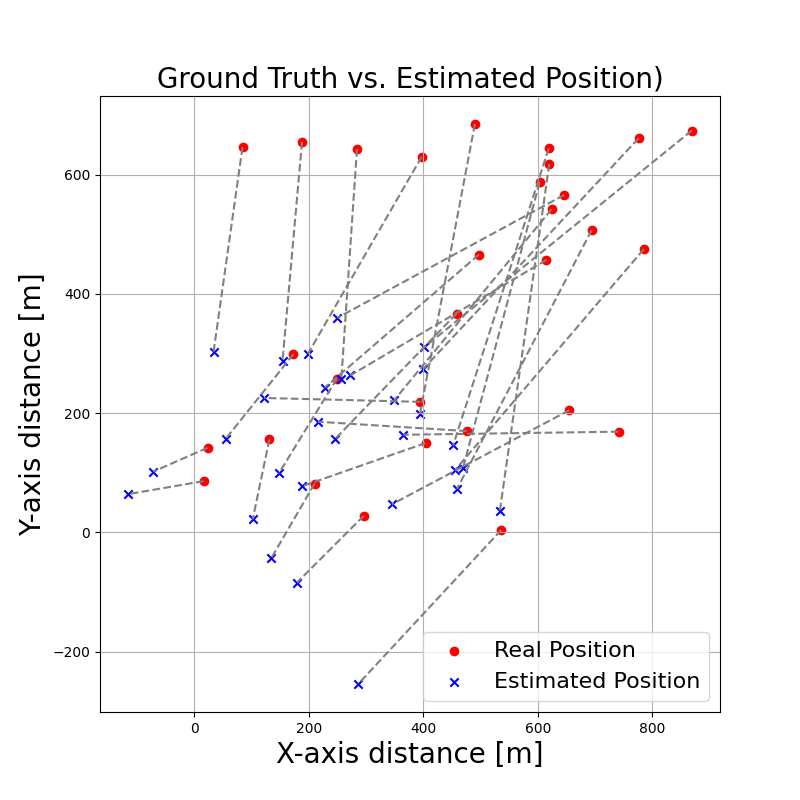 Ground Truth vs. Estimated Position)
Y-axis distance [m]
600
400
200
0
−200
0 200 400 600 800
X-axis distance [m]
Real Position
Estimated Position